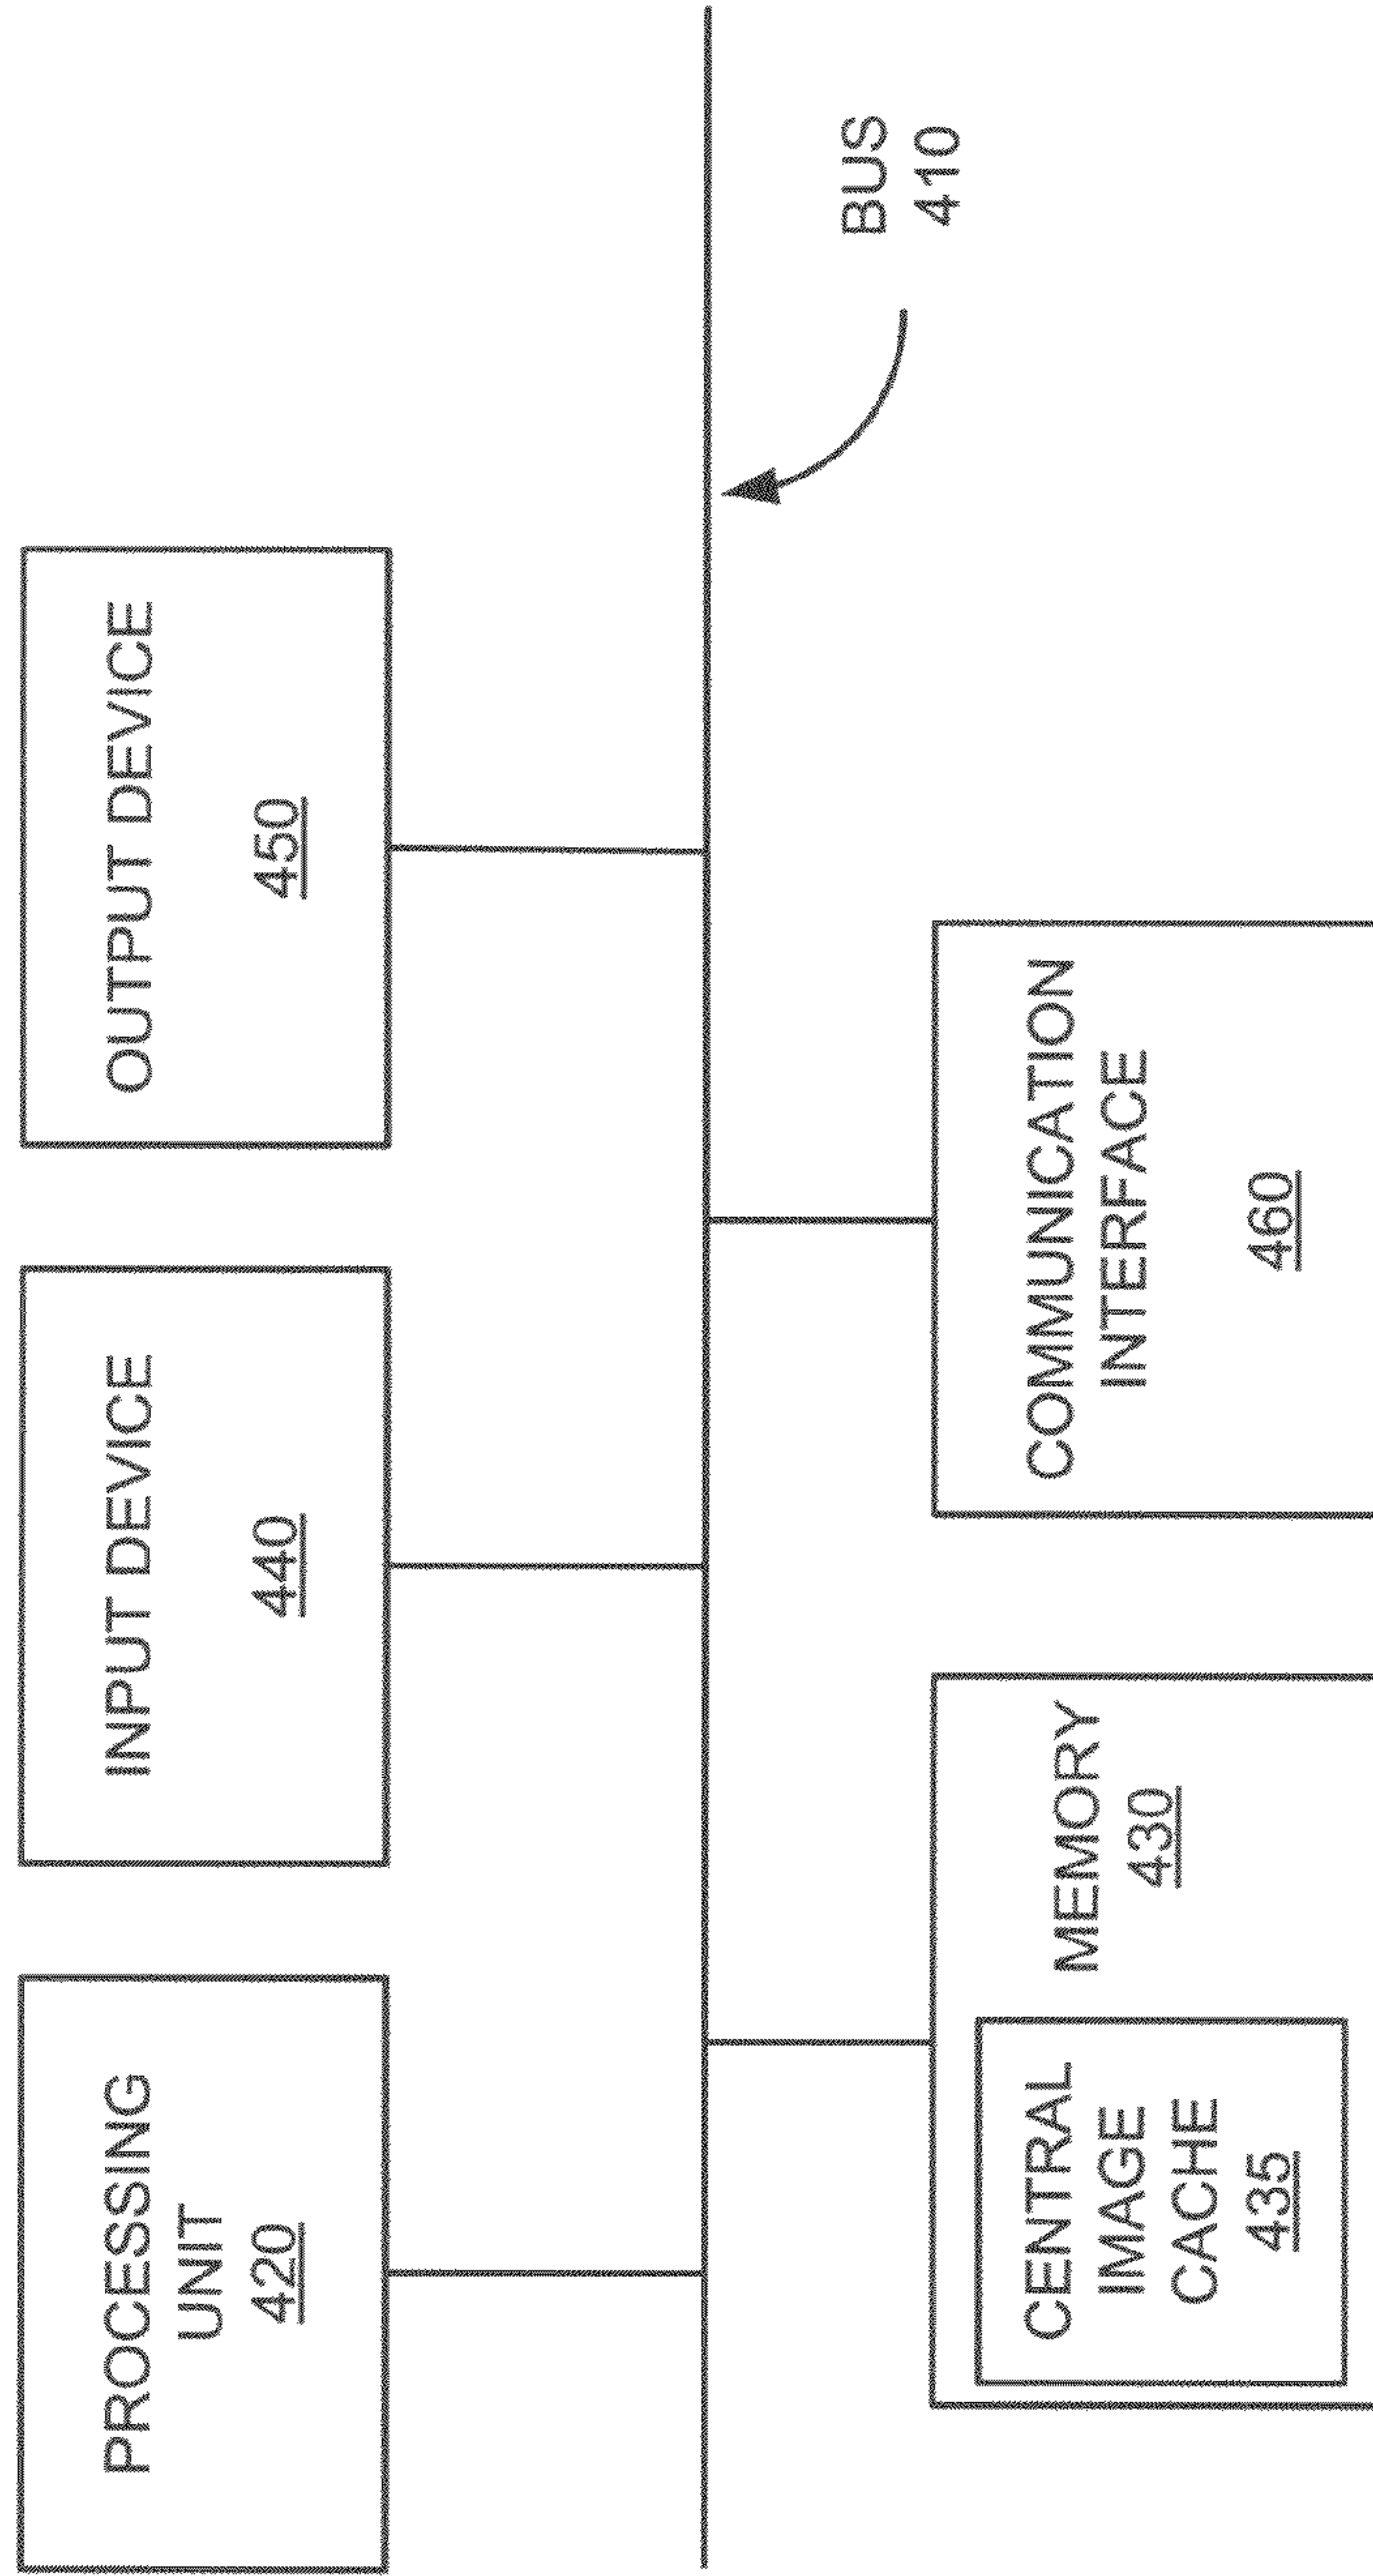 PROCESSING
UNIT
420
INPUT DEVICE
440
OUTPUT DEVICE
450
BUS
410
MEMORY
430
CENTRAL
IMAGE
CACHE
435
COMMUNICATION
INTERFACE
460